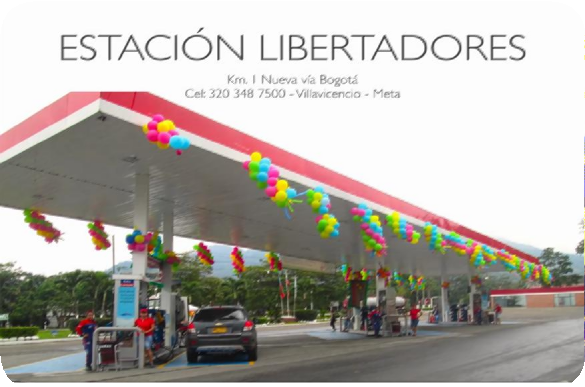 ESTACIÓN LIBERTADORES
Km. 1 Nueva vía Bogotá
Cel: 320 348 7500 - Villavicencio - Meta